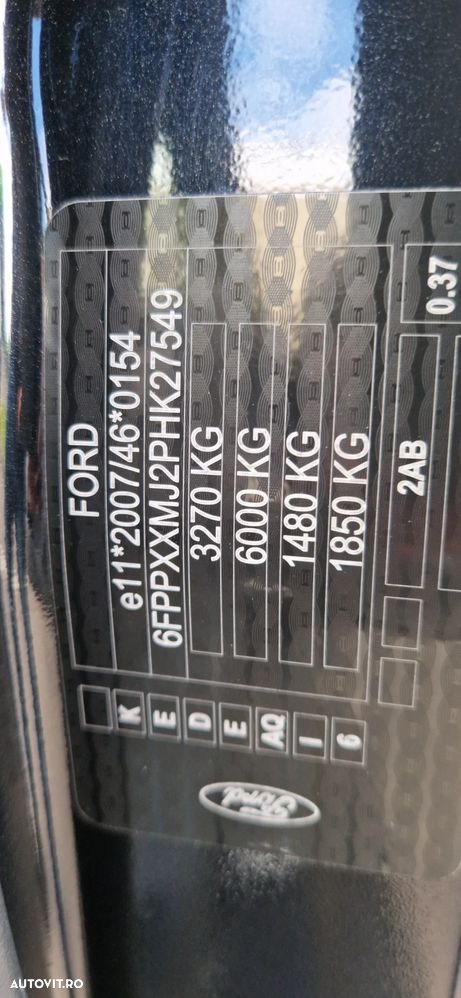 FORD
e11*2007/46*0154
6FPPXXMJ2PHK27549
3270 KG
6000 KG
1480 KG
1850 KG
2AB
0.37
K
E
D
E
AQ
I
6
Ford
AUTOVIT.RO